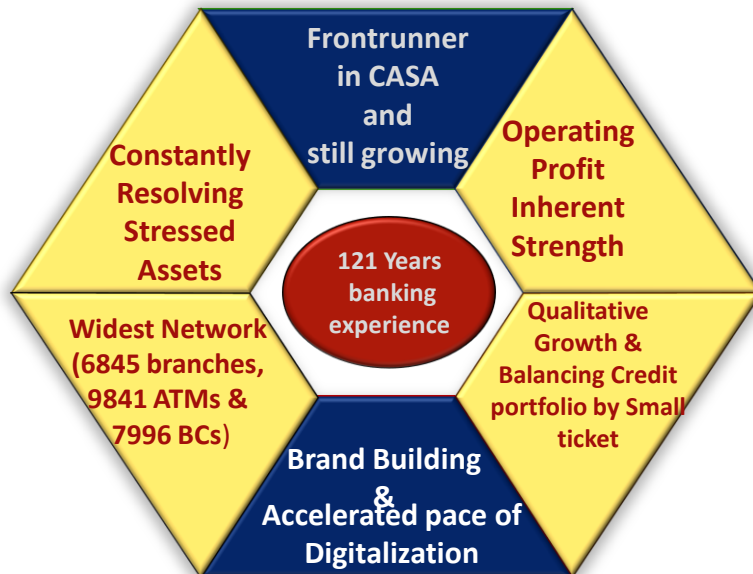 Frontrunner
in CASA
and
still growing
Operating
Profit
Inherent
Strength
Constantly
Resolving
Stressed
Assets
121 Years
banking
experience
Widest Network
(6845 branches,
9841 ATMs &
7996 BCs)
Qualitative
Growth &
Balancing Credit
portfolio by Small
ticket
Brand Building
&
Accelerated pace of
Digitalization